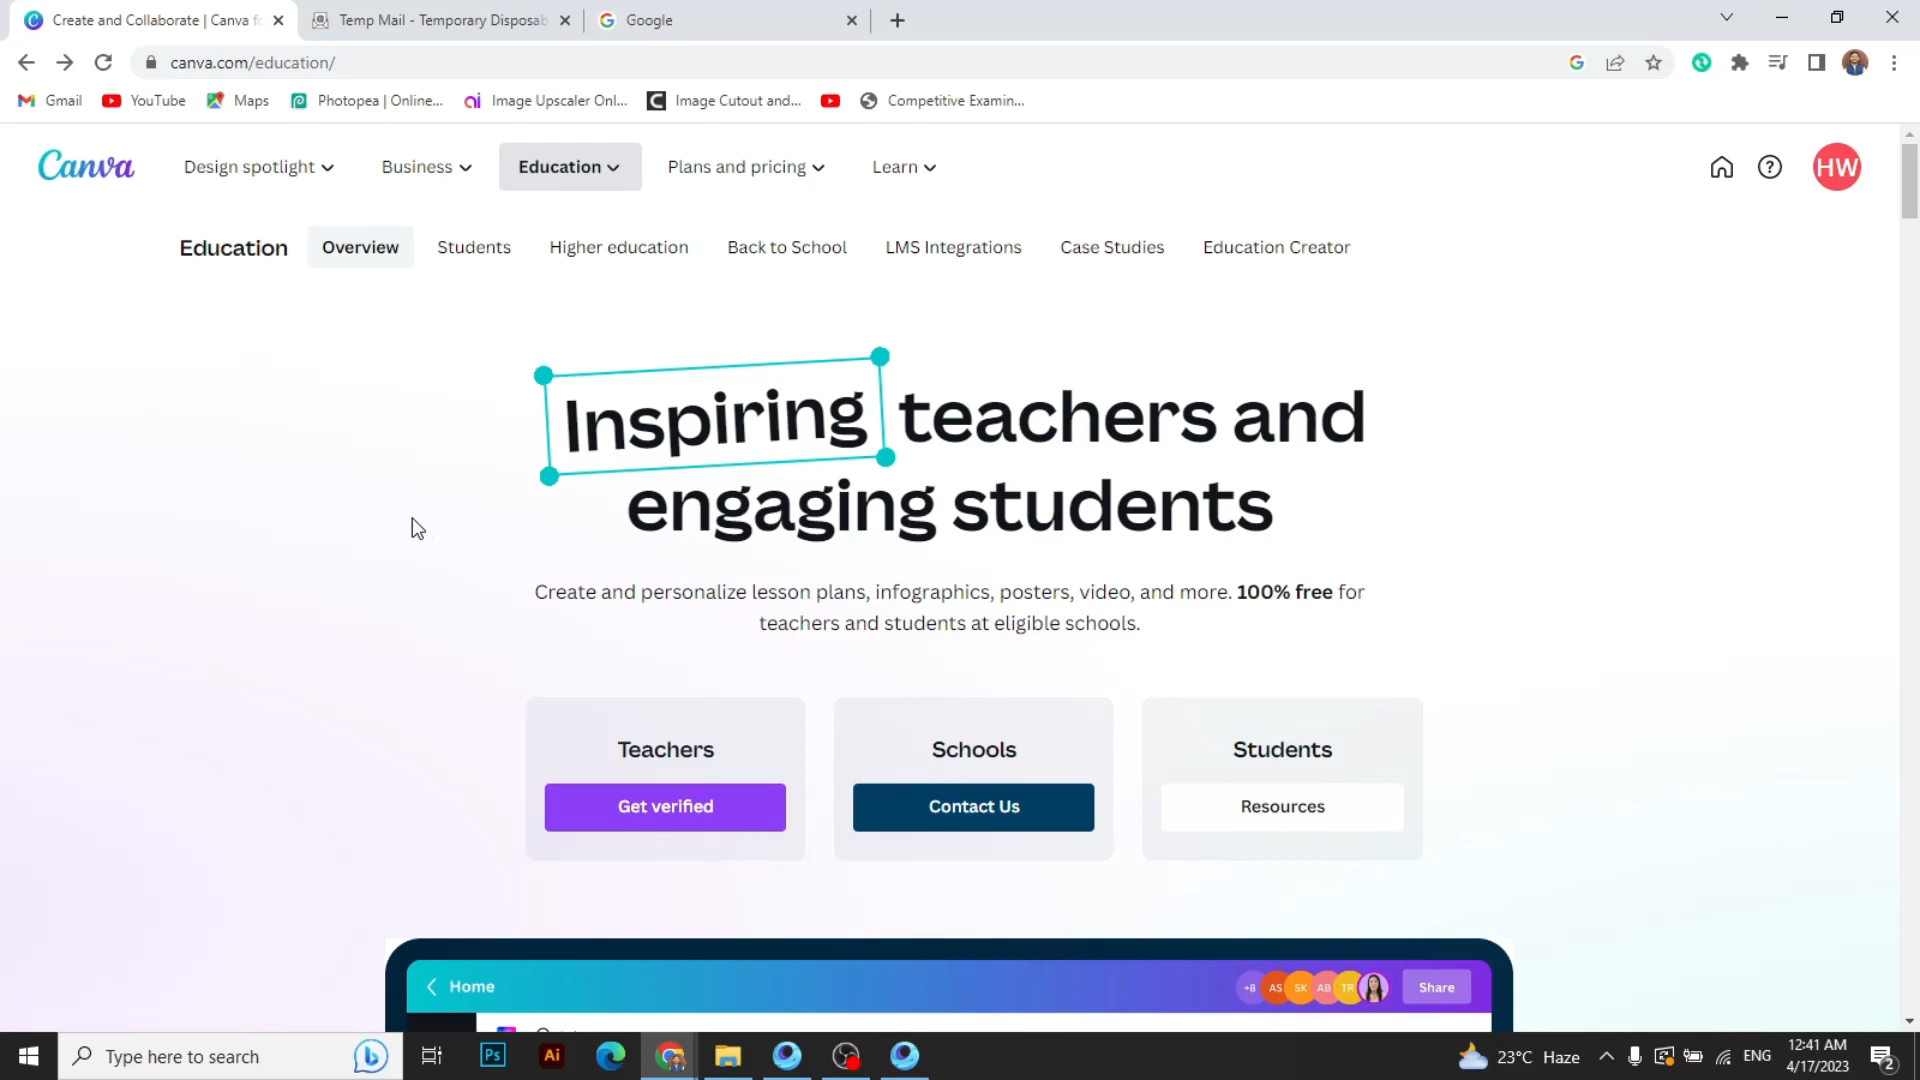 Create and Collaborate | Canva fo
Temp Mail - Temporary Disposab
Google
canva.com/education/
Gmail
YouTube
Maps
Photopea | Online...
Image Upscaler Onl...
Image Cutout and...
Competitive Examin...
Canva
Design spotlight
Business
Education
Plans and pricing
Learn
HW
Education
Overview
Students
Higher education
Back to School
LMS Integrations
Case Studies
Education Creator
Inspiring teachers and
engaging students
Create and personalize lesson plans, infographics, posters, video, and more. 100% free for
teachers and students at eligible schools.
Teachers
Schools
Students
Get verified
Contact Us
Resources
Home
+8
AS
SK
AB
TR
Share
Type here to search
Ps
Ai
23°C Haze
ENG
12:41 AM
4/17/2023
2